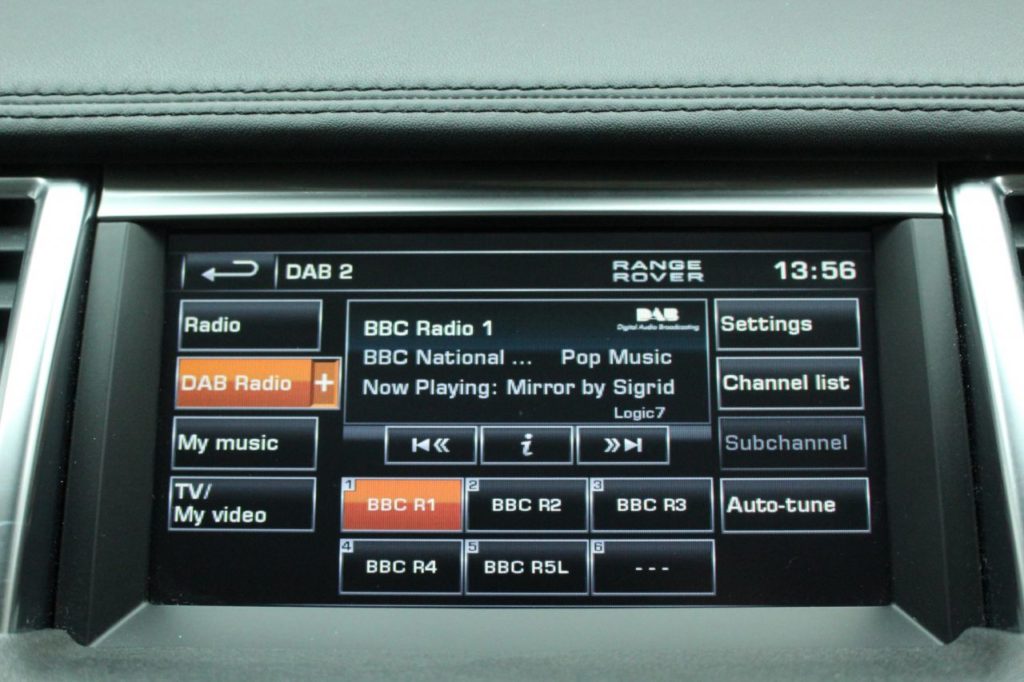 DAB 2
RANGE
ROVER
13:56
Radio
DAB Radio +
My music
TV/
My video
BBC Radio 1
DAB
Digital Audio Broadcasting
BBC National ... Pop Music
Now Playing: Mirror by Sigrid
Logic7
i
Settings
Channel list
Subchannel
Auto-tune
1 BBC R1
2 BBC R2
3 BBC R3
4 BBC R4
5 BBC R5L
6 ---